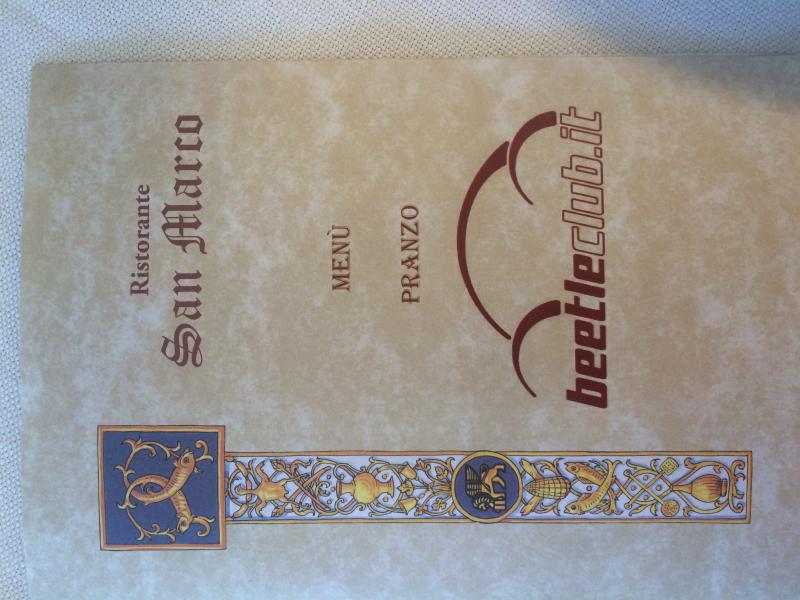 Ristorante
San Marco
MENÙ
PRANZO
beetleclub.it